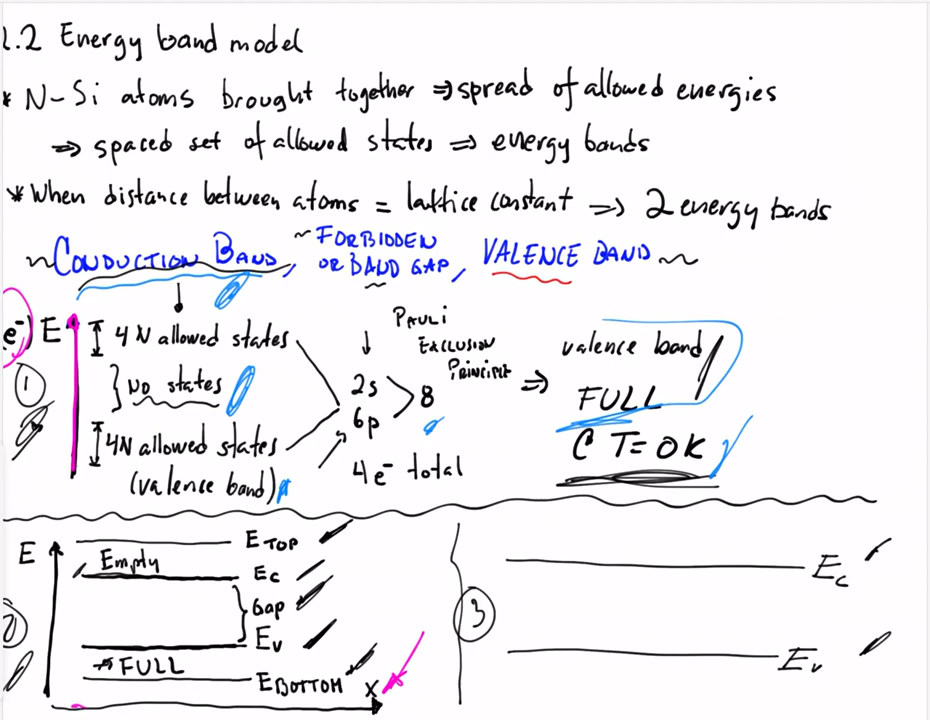 2.2 Energy band model
* N-Si atoms brought together ⇒ spread of allowed energies
⇒ spaced set of allowed states ⇒ energy bands
* When distance between atoms = lattice constant ⇒ 2 energy bands
~ CONDUCTION BAND, ~ FORBIDDEN OR BAND GAP, VALENCE BAND ~
(e-) E
1
4N allowed states
NO states
4N allowed states
(valence band)
↓ PAULI
EXCLUSION
PRINCIPLE
2s
6p > 8
4e- total
⇒ valence band
FULL
@ T=0K
2
E
E TOP
Empty
Ec
Gap
Ev
→ FULL
E BOTTOM
X
3
Ec
Ev